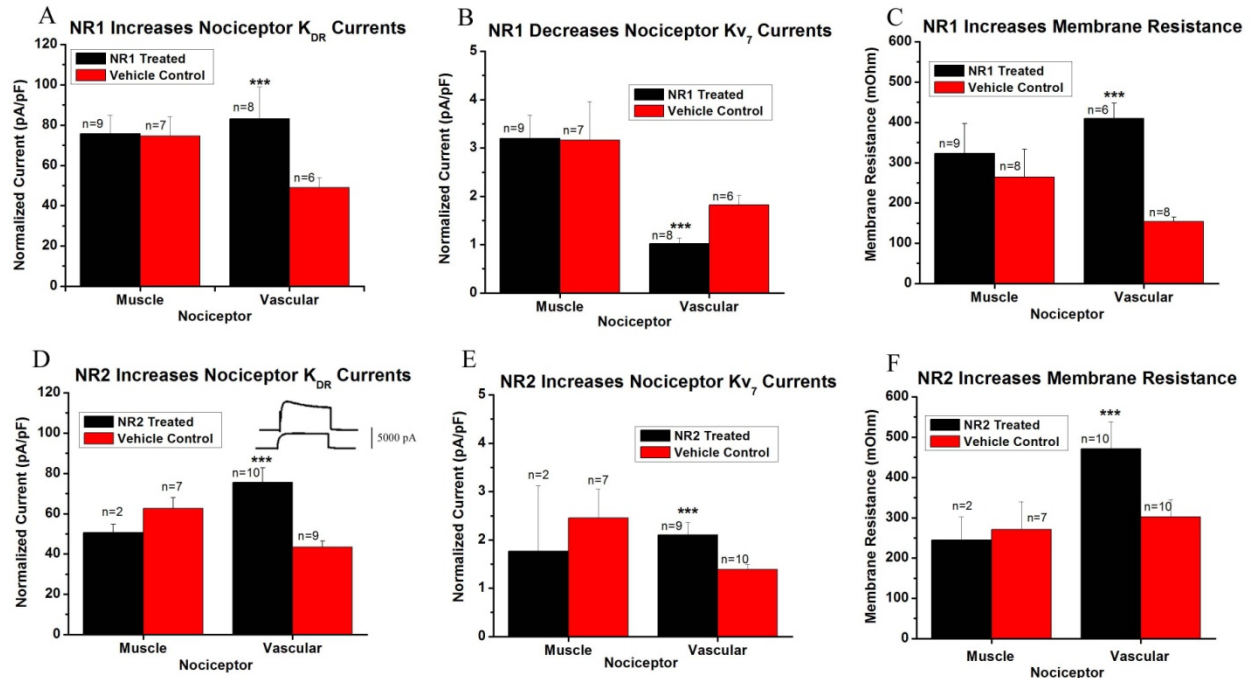 A
NR1 Increases Nociceptor KDR Currents
NR1 Treated
Vehicle Control
Normalized Current (pA/pF)
120
100
80
60
40
20
0
n=9
n=7
***
n=8
n=6
Muscle
Vascular
Nociceptor
B
NR1 Decreases Nociceptor Kv7 Currents
NR1 Treated
Vehicle Control
Normalized Current (pA/pF)
5
4
3
2
1
0
n=9
n=7
***
n=8
n=6
Muscle
Vascular
Nociceptor
C
NR1 Increases Membrane Resistance
NR1 Treated
Vehicle Control
Membrane Resistance (mOhm)
600
500
400
300
200
100
0
n=9
n=8
***
n=6
n=8
Muscle
Vascular
Nociceptor
D
NR2 Increases Nociceptor KDR Currents
NR2 Treated
Vehicle Control
5000 pA
Normalized Current (pA/pF)
120
100
80
60
40
20
0
n=2
n=7
***
n=10
n=9
Muscle
Vascular
Nociceptor
E
NR2 Increases Nociceptor Kv7 Currents
NR2 Treated
Vehicle Control
Normalized Current (pA/pF)
5
4
3
2
1
0
n=2
n=7
***
n=9
n=10
Muscle
Vascular
Nociceptor
F
NR2 Increases Membrane Resistance
NR2 Treated
Vehicle Control
Membrane Resistance (mOhm)
600
500
400
300
200
100
0
n=2
n=7
***
n=10
n=10
Muscle
Vascular
Nociceptor